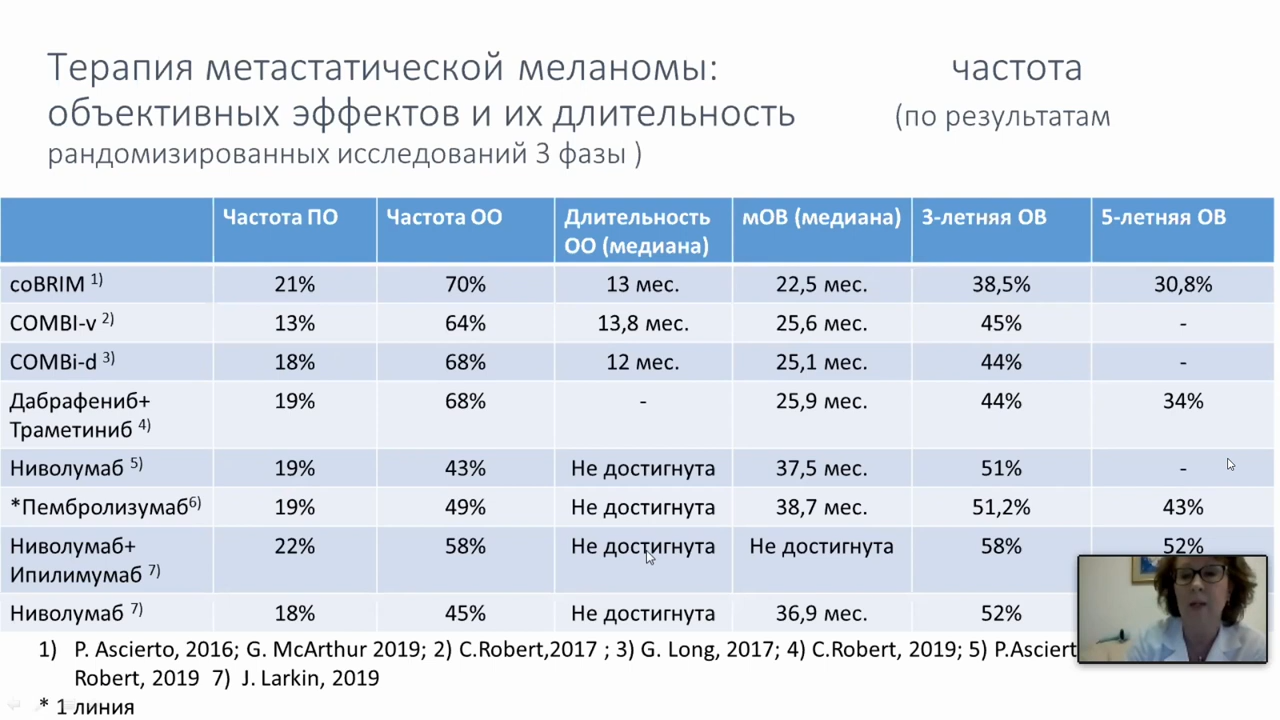 Терапия метастатической меланомы: частота
объективных эффектов и их длительность (по результатам
рандомизированных исследований 3 фазы )
Частота ПО Частота ОО Длительность ОО (медиана) мОВ (медиана) 3-летняя ОВ 5-летняя ОВ
coBRIM 1) 21% 70% 13 мес. 22,5 мес. 38,5% 30,8%
COMBI-v 2) 13% 64% 13,8 мес. 25,6 мес. 45% -
COMBi-d 3) 18% 68% 12 мес. 25,1 мес. 44% -
Дабрафениб+ Траметиниб 4) 19% 68% - 25,9 мес. 44% 34%
Ниволумаб 5) 19% 43% Не достигнута 37,5 мес. 51% -
*Пембролизумаб6) 19% 49% Не достигнута 38,7 мес. 51,2% 43%
Ниволумаб+ Ипилимумаб 7) 22% 58% Не достигнута Не достигнута 58% 52%
Ниволумаб 7) 18% 45% Не достигнута 36,9 мес. 52%
1) P. Ascierto, 2016; G. McArthur 2019; 2) C.Robert,2017 ; 3) G. Long, 2017; 4) C.Robert, 2019; 5) P.Asciert
Robert, 2019 7) J. Larkin, 2019
* 1 линия